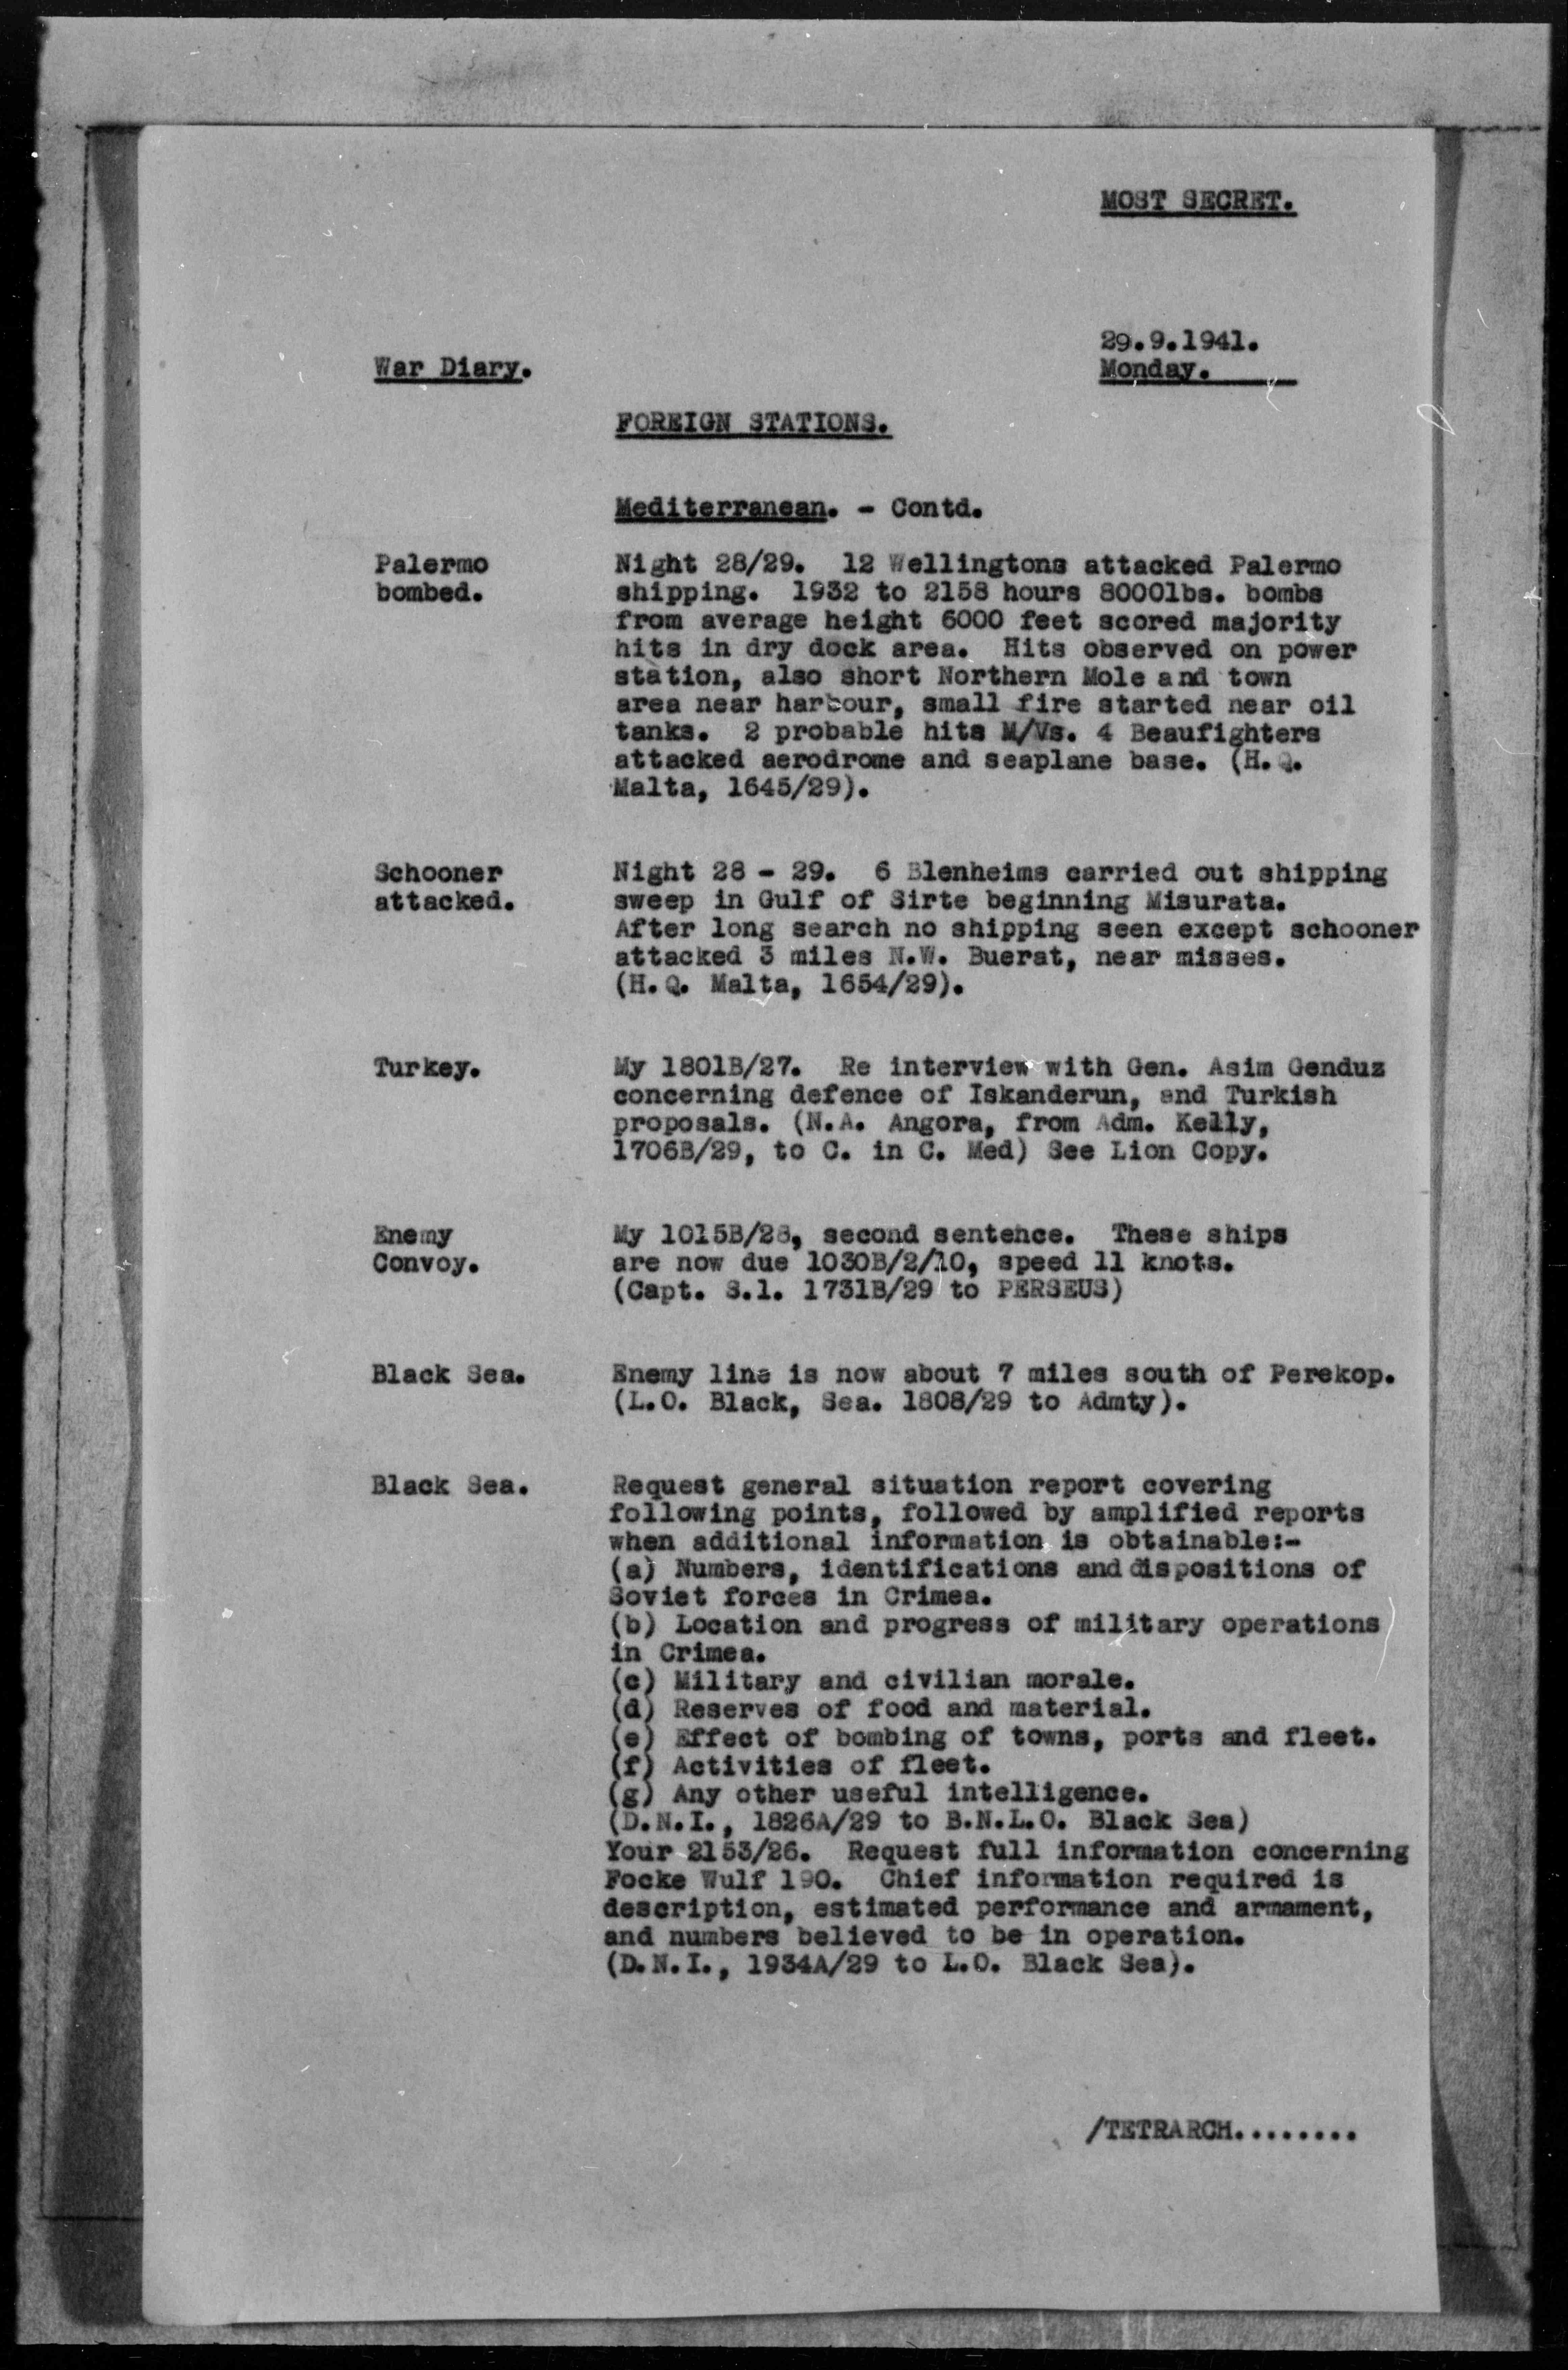 MOST SECRET.
29.9.1941.
War Diary.
Monday.
FOREIGN STATIONS.
Mediterranean. - Contd.
Palermo
bombed.
Night 28/29. 12 Wellingtons attacked Palermo
shipping. 1932 to 2158 hours 8000lbs. bombs
from average height 6000 feet scored majority
hits in dry dock area. Hits observed on power
station, also short Northern Mole and town
area near harbour, small fire started near oil
tanks. 2 probable hits M/Vs. 4 Beaufighters
attacked aerodrome and seaplane base. (H.Q.
Malta, 1645/29).
Schooner
attacked.
Night 28 - 29. 6 Blenheims carried out shipping
sweep in Gulf of Sirte beginning Misurata.
After long search no shipping seen except schooner
attacked 3 miles N.W. Buerat, near misses.
(H.Q. Malta, 1654/29).
Turkey.
My 1801B/27. Re interview with Gen. Asim Genduz
concerning defence of Iskanderun, and Turkish
proposals. (N.A. Angora, from Adm. Kelly,
1706B/29, to C. in C. Med) See Lion Copy.
Enemy
Convoy.
My 1015B/28, second sentence. These ships
are now due 1030B/2/10, speed 11 knots.
(Capt. S.1. 1731B/29 to PERSEUS)
Black Sea.
Enemy line is now about 7 miles south of Perekop.
(L.O. Black, Sea. 1808/29 to Admty).
Black Sea.
Request general situation report covering
following points, followed by amplified reports
when additional information is obtainable:-
(a) Numbers, identifications and dispositions of
Soviet forces in Crimea.
(b) Location and progress of military operations
in Crimea.
(c) Military and civilian morale.
(d) Reserves of food and material.
(e) Effect of bombing of towns, ports and fleet.
(f) Activities of fleet.
(g) Any other useful intelligence.
(D.N.I., 1826A/29 to B.N.L.O. Black Sea)
Your 2153/26. Request full information concerning
Focke Wulf 190. Chief information required is
description, estimated performance and armament,
and numbers believed to be in operation.
(D.N.I., 1934A/29 to L.O. Black Sea).
/TETRARCH........